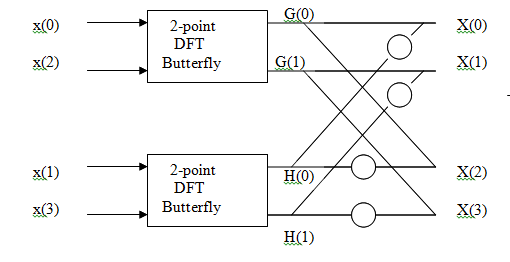 x(0)
x(2)
2-point
DFT
Butterfly
G(0)
G(1)
X(0)
X(1)
x(1)
x(3)
2-point
DFT
Butterfly
H(0)
H(1)
X(2)
X(3)